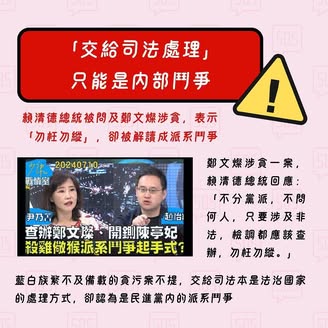 「交給司法處理」
只能是內部鬥爭
賴清德總統被問及鄭文燦涉貪，表示
「勿枉勿縱」，卻被解讀成派系鬥爭
20240710
尹乃菁
查辦鄭文燦、開鍘陳亭妃
殺雞儆猴派系鬥爭起手式？
鄭文燦涉貪一案，
賴清德總統回應：
「不分黨派，不問
何人，只要涉及非
法，檢調都應該查
辦，勿枉勿縱。」
藍白族繁不及備載的貪污案不提，交給司法本是法治國家
的處理方式，卻認為是民進黨內的派系鬥爭